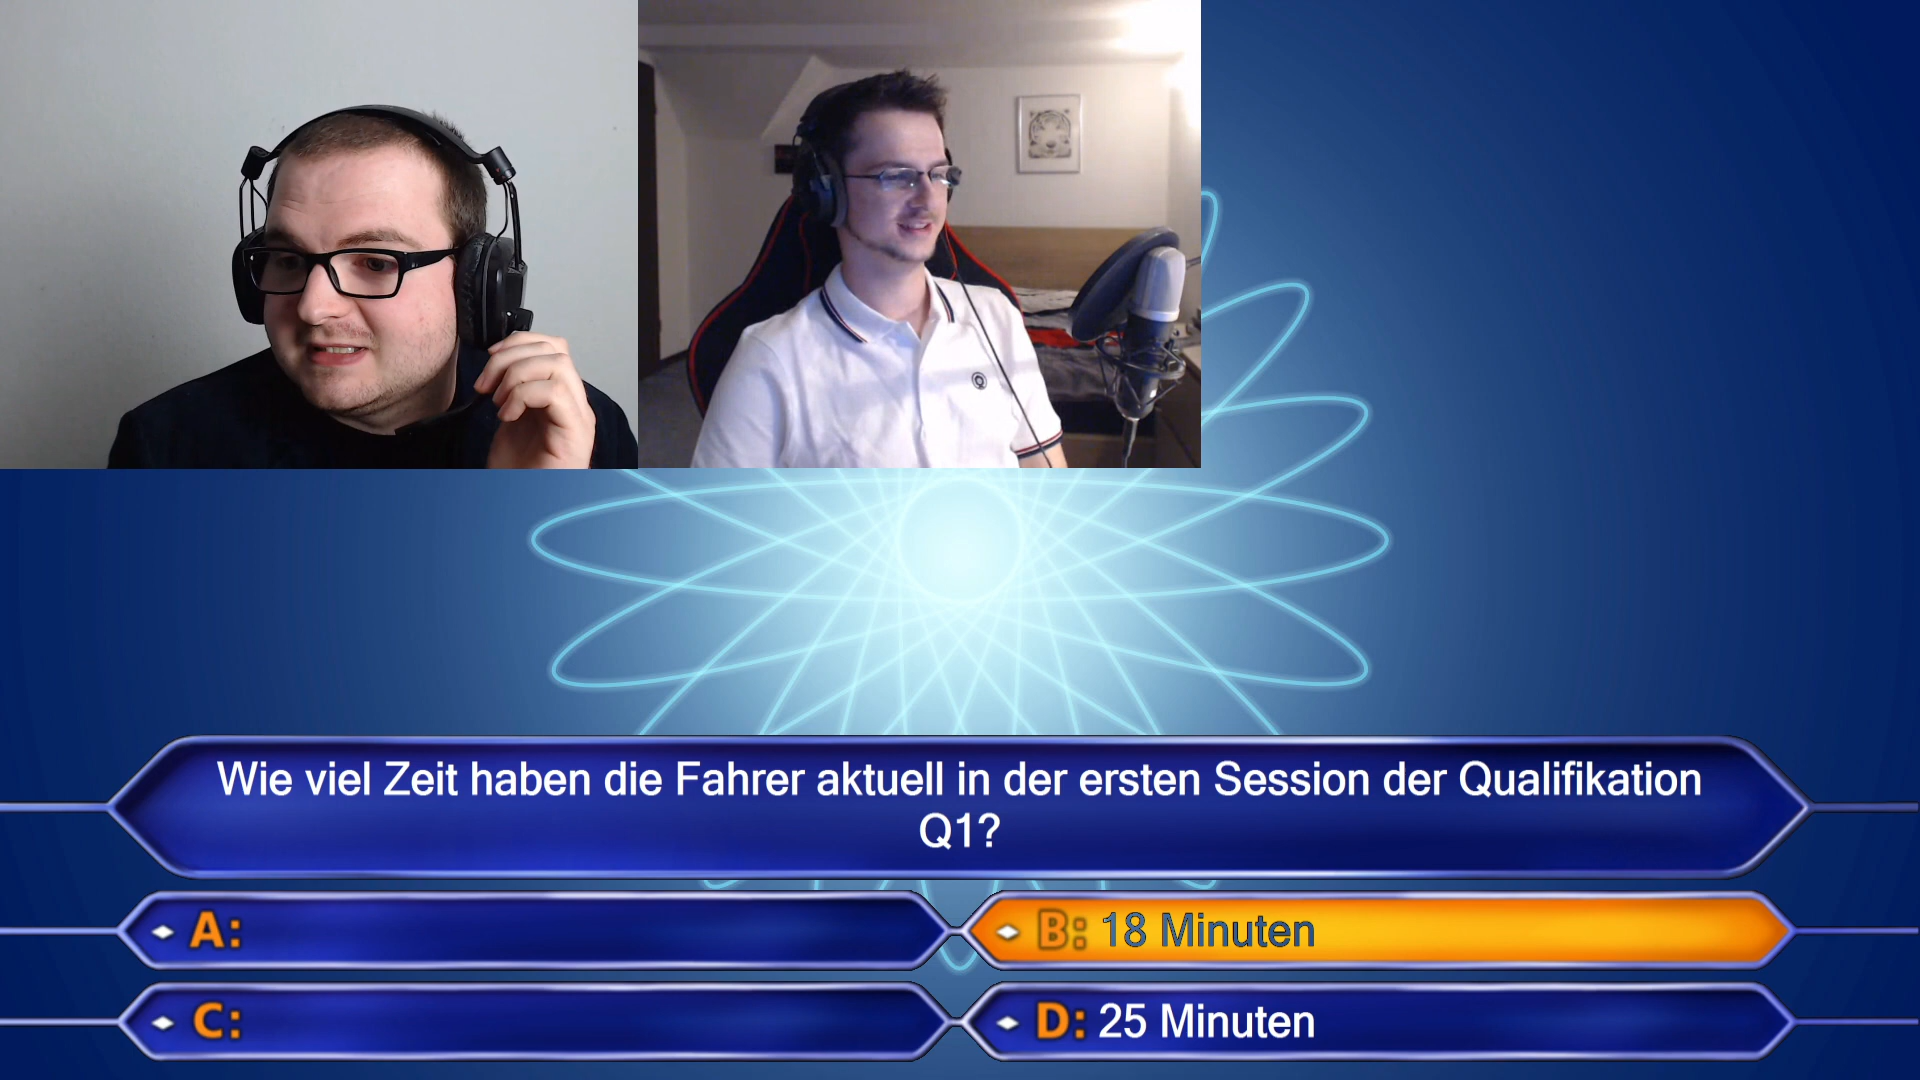 Wie viel Zeit haben die Fahrer aktuell in der ersten Session der Qualifikation
Q1?
A:
B: 18 Minuten
C:
D: 25 Minuten